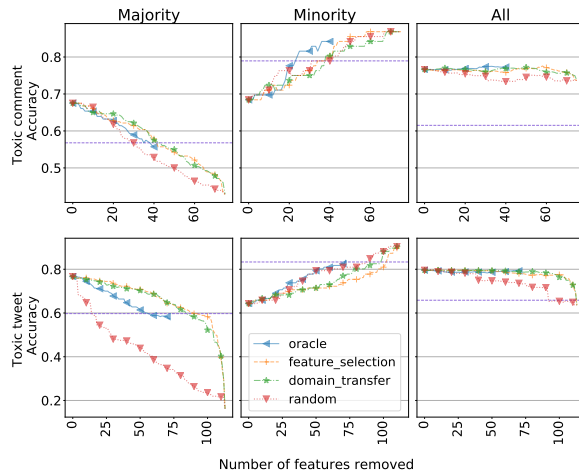 Majority
Minority
All
Toxic comment
Accuracy
0.8
0.7
0.6
0.5
0
20
40
60
0
20
40
60
0
20
40
60
Toxic tweet
Accuracy
0.8
0.6
0.4
0.2
oracle
feature_selection
domain_transfer
random
0
25
50
75
100
0
25
50
75
100
0
25
50
75
100
Number of features removed